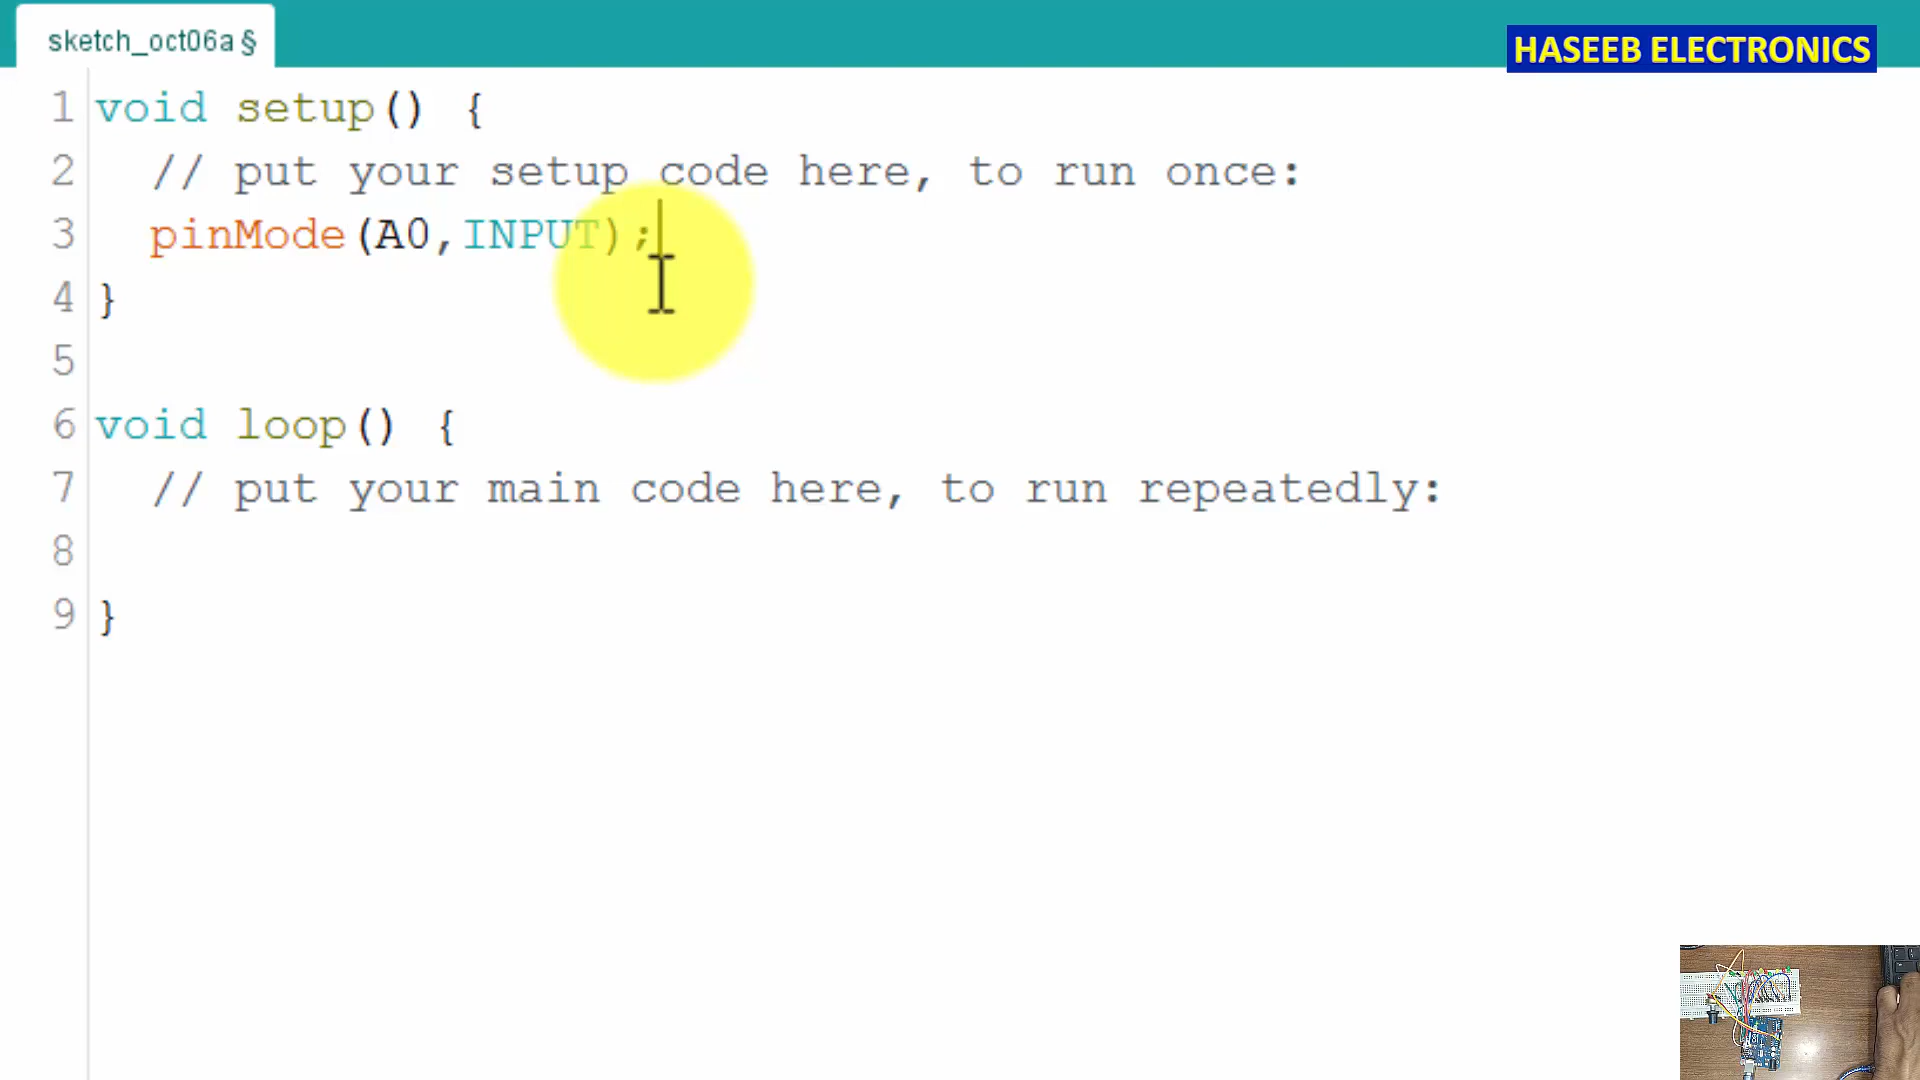 sketch_oct06a §
HASEEB ELECTRONICS
1 void setup() {
2 // put your setup code here, to run once:
3 pinMode(A0,INPUT);
4 }
5
6 void loop() {
7 // put your main code here, to run repeatedly:
8
9 }